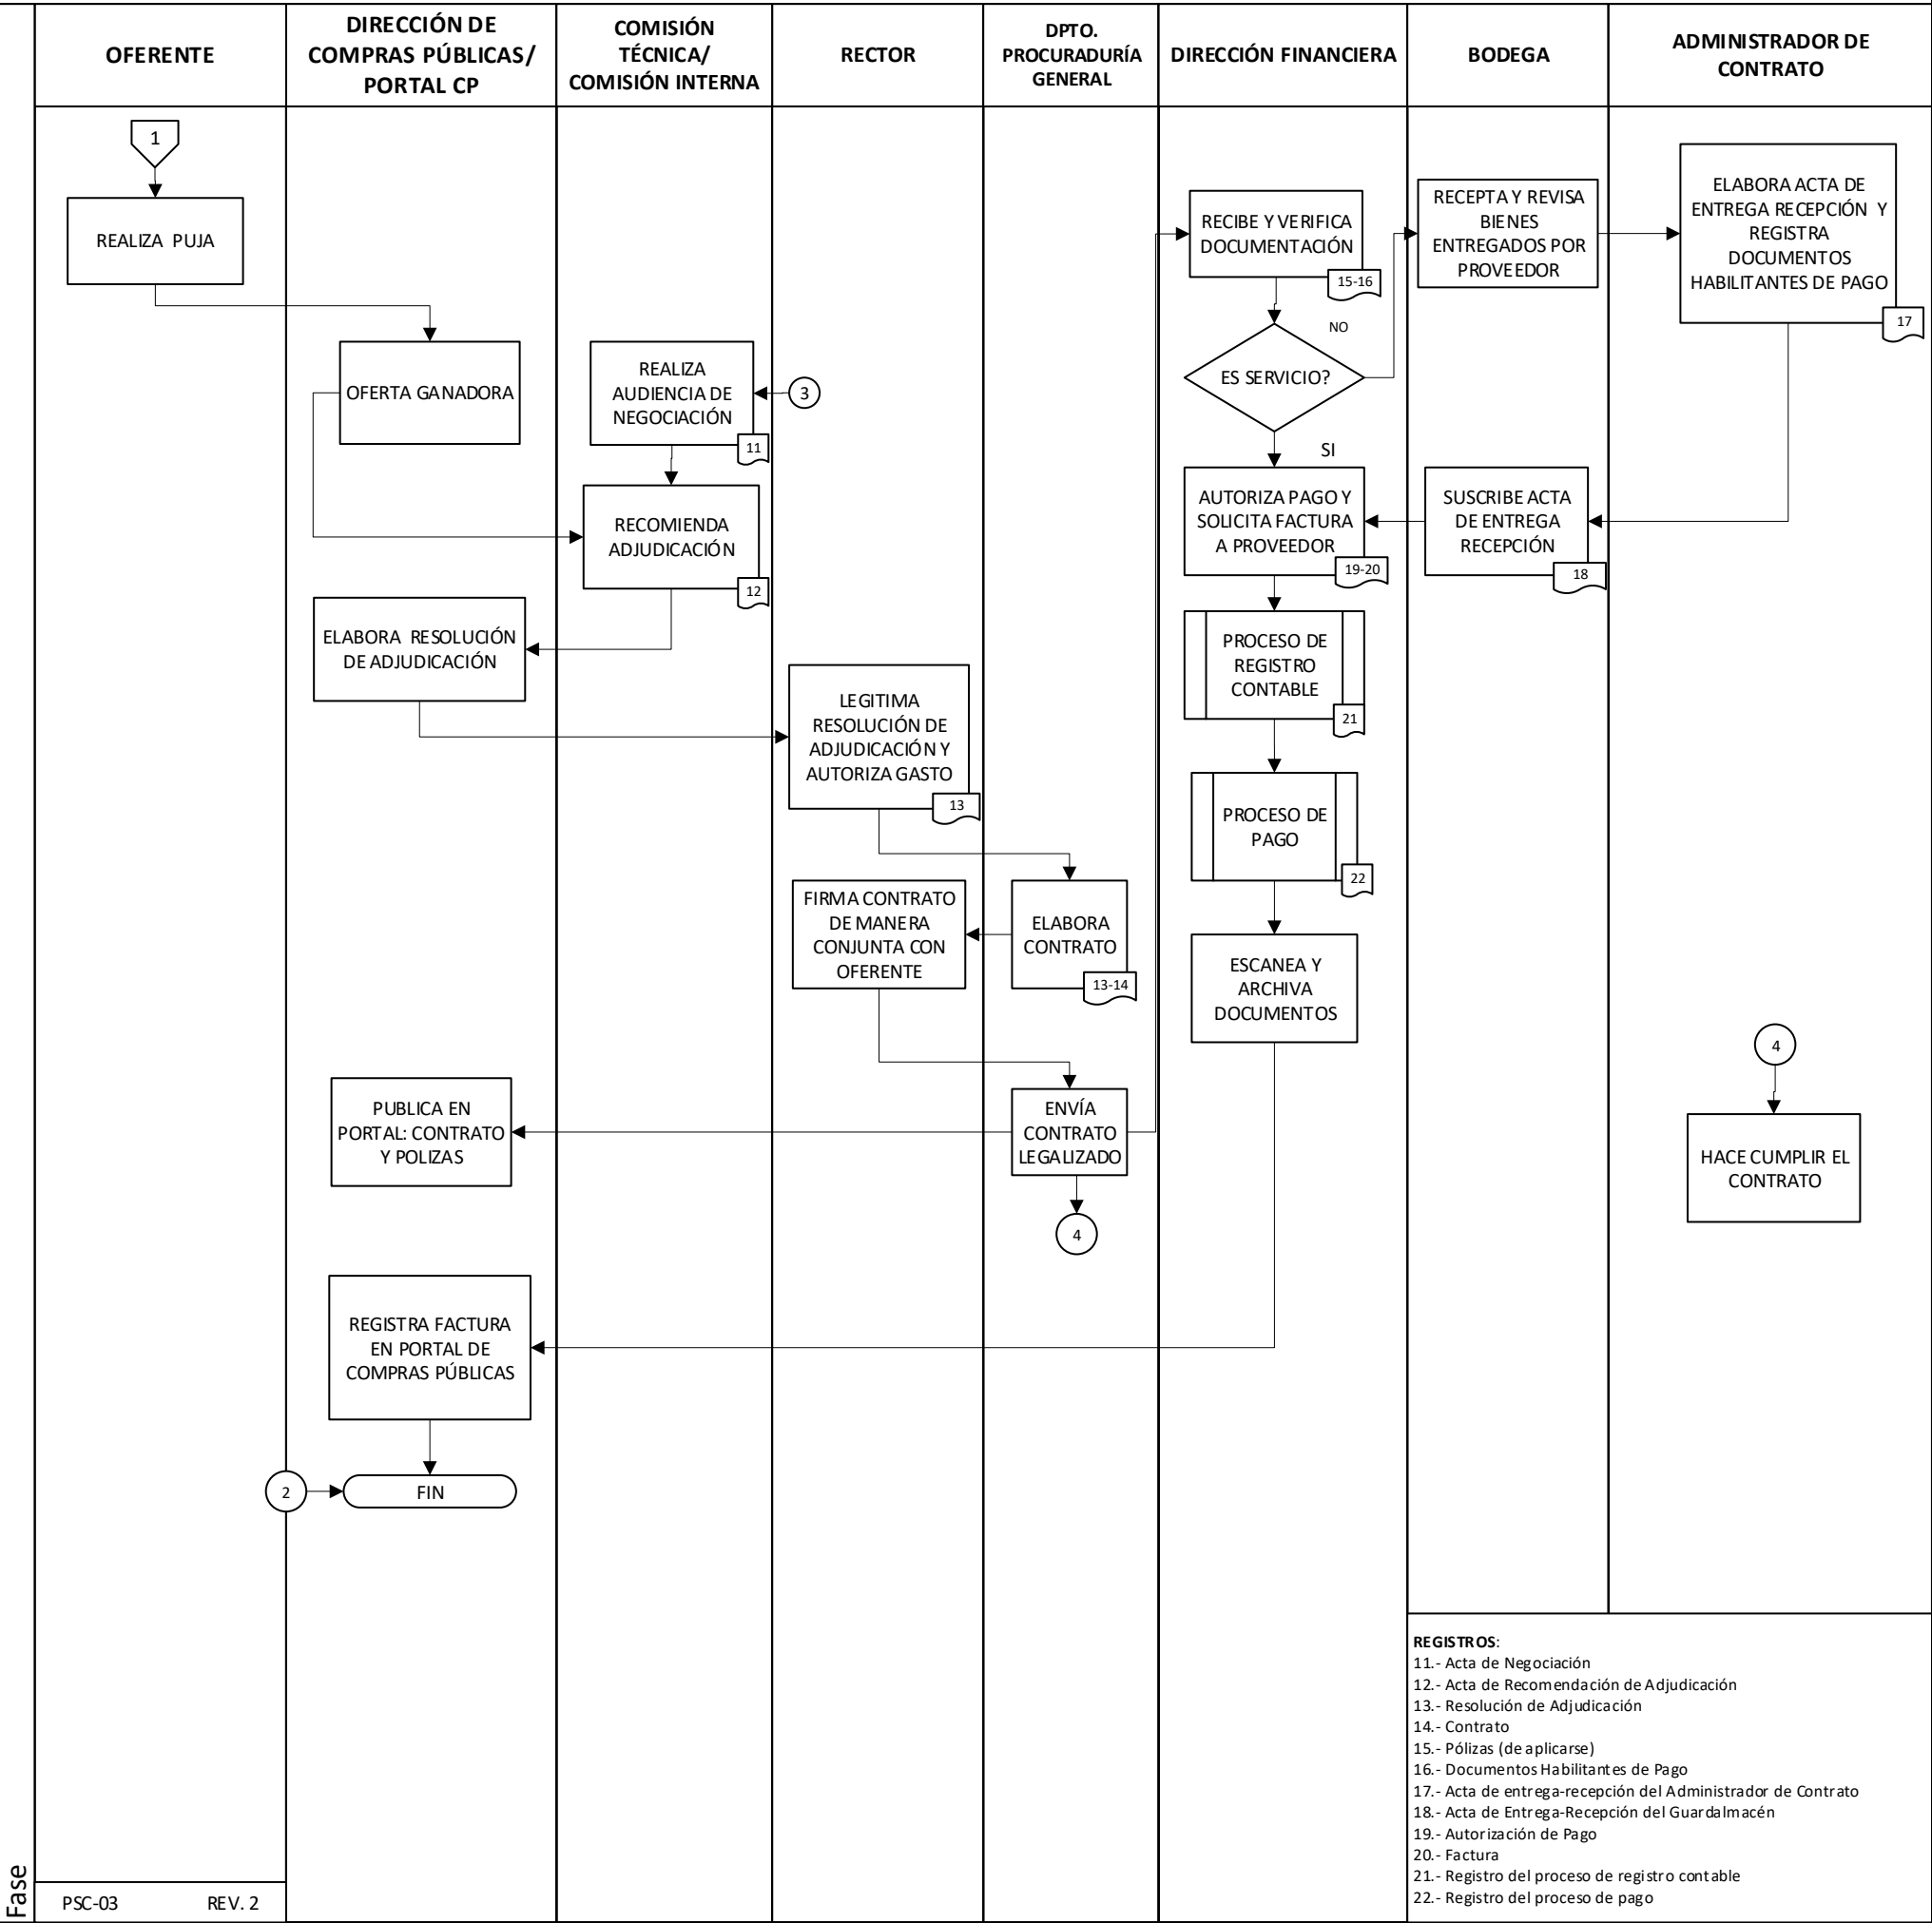 OFERENTE
DIRECCIÓN DE
COMPRAS PÚBLICAS/
PORTAL CP
COMISIÓN
TÉCNICA/
COMISIÓN INTERNA
RECTOR
DPTO.
PROCURADURÍA
GENERAL
DIRECCIÓN FINANCIERA
BODEGA
ADMINISTRADOR DE
CONTRATO
1
REALIZA PUJA
OFERTA GANADORA
REALIZA
AUDIENCIA DE
NEGOCIACIÓN
11
3
RECOMIENDA
ADJUDICACIÓN
12
ELABORA RESOLUCIÓN
DE ADJUDICACIÓN
LEGITIMA
RESOLUCIÓN DE
ADJUDICACIÓN Y
AUTORIZA GASTO
13
ELABORA
CONTRATO
13-14
FIRMA CONTRATO
DE MANERA
CONJUNTA CON
OFERENTE
ENVÍA
CONTRATO
LEGALIZADO
4
PUBLICA EN
PORTAL: CONTRATO
Y POLIZAS
RECIBE Y VERIFICA
DOCUMENTACIÓN
15-16
ES SERVICIO?
NO
SI
RECEPTA Y REVISA
BIENES
ENTREGADOS POR
PROVEEDOR
ELABORA ACTA DE
ENTREGA RECEPCIÓN Y
REGISTRA
DOCUMENTOS
HABILITANTES DE PAGO
17
SUSCRIBE ACTA
DE ENTREGA
RECEPCIÓN
18
AUTORIZA PAGO Y
SOLICITA FACTURA
A PROVEEDOR
19-20
PROCESO DE
REGISTRO
CONTABLE
21
PROCESO DE
PAGO
22
ESCANEA Y
ARCHIVA
DOCUMENTOS
4
HACE CUMPLIR EL
CONTRATO
REGISTRA FACTURA
EN PORTAL DE
COMPRAS PÚBLICAS
2
FIN
REGISTROS:
11.- Acta de Negociación
12.- Acta de Recomendación de Adjudicación
13.- Resolución de Adjudicación
14.- Contrato
15.- Pólizas (de aplicarse)
16.- Documentos Habilitantes de Pago
17.- Acta de entrega-recepción del Administrador de Contrato
18.- Acta de Entrega-Recepción del Guardalmacén
19.- Autorización de Pago
20.- Factura
21.- Registro del proceso de registro contable
22.- Registro del proceso de pago
Fase
PSC-03 REV. 2